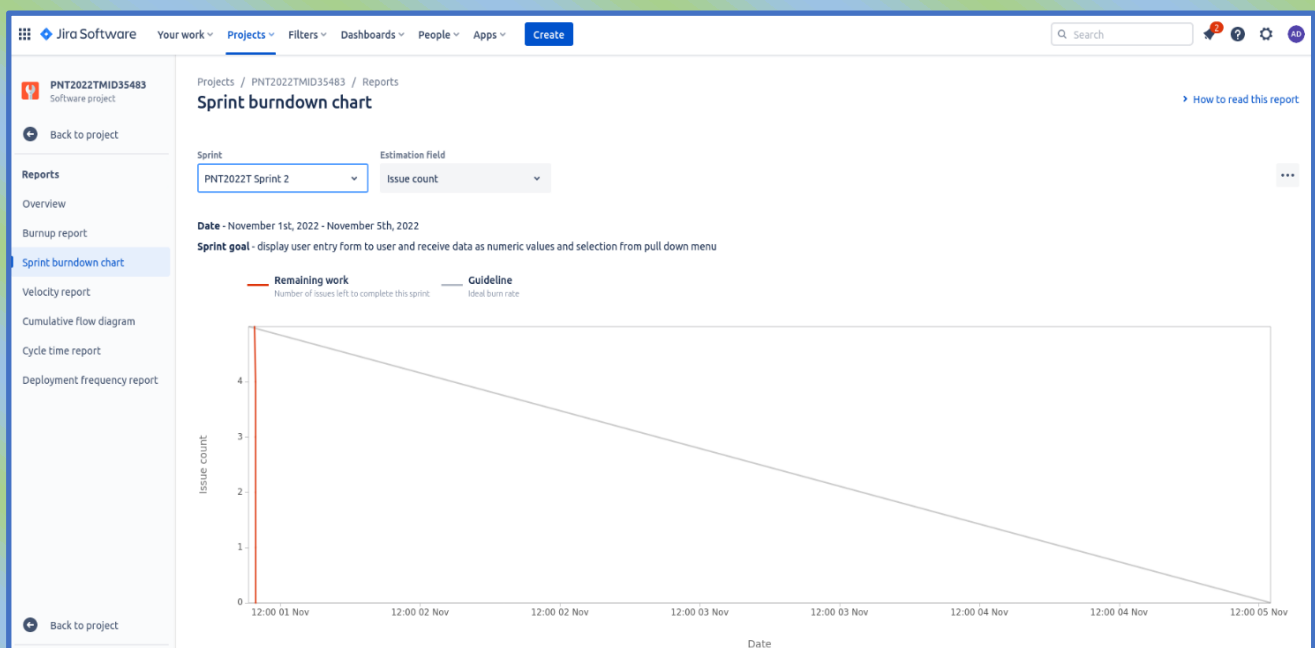 Jira Software Your work Projects Filters Dashboards People Apps Create Search 2 AD
PNT2022TMID35483
Software project
Back to project
Reports
Overview
Burnup report
Sprint burndown chart
Velocity report
Cumulative flow diagram
Cycle time report
Deployment frequency report
Back to project
Projects / PNT2022TMID35483 / Reports
Sprint burndown chart
How to read this report
Sprint Estimation field
PNT2022T Sprint 2 Issue count
Date - November 1st, 2022 - November 5th, 2022
Sprint goal - display user entry form to user and receive data as numeric values and selection from pull down menu
Remaining work Guideline
Number of issues left to complete this sprint Ideal burn rate
4
3
2
1
0
Issue count
12:00 01 Nov 12:00 02 Nov 12:00 02 Nov 12:00 03 Nov 12:00 03 Nov 12:00 04 Nov 12:00 04 Nov 12:00 05 Nov
Date